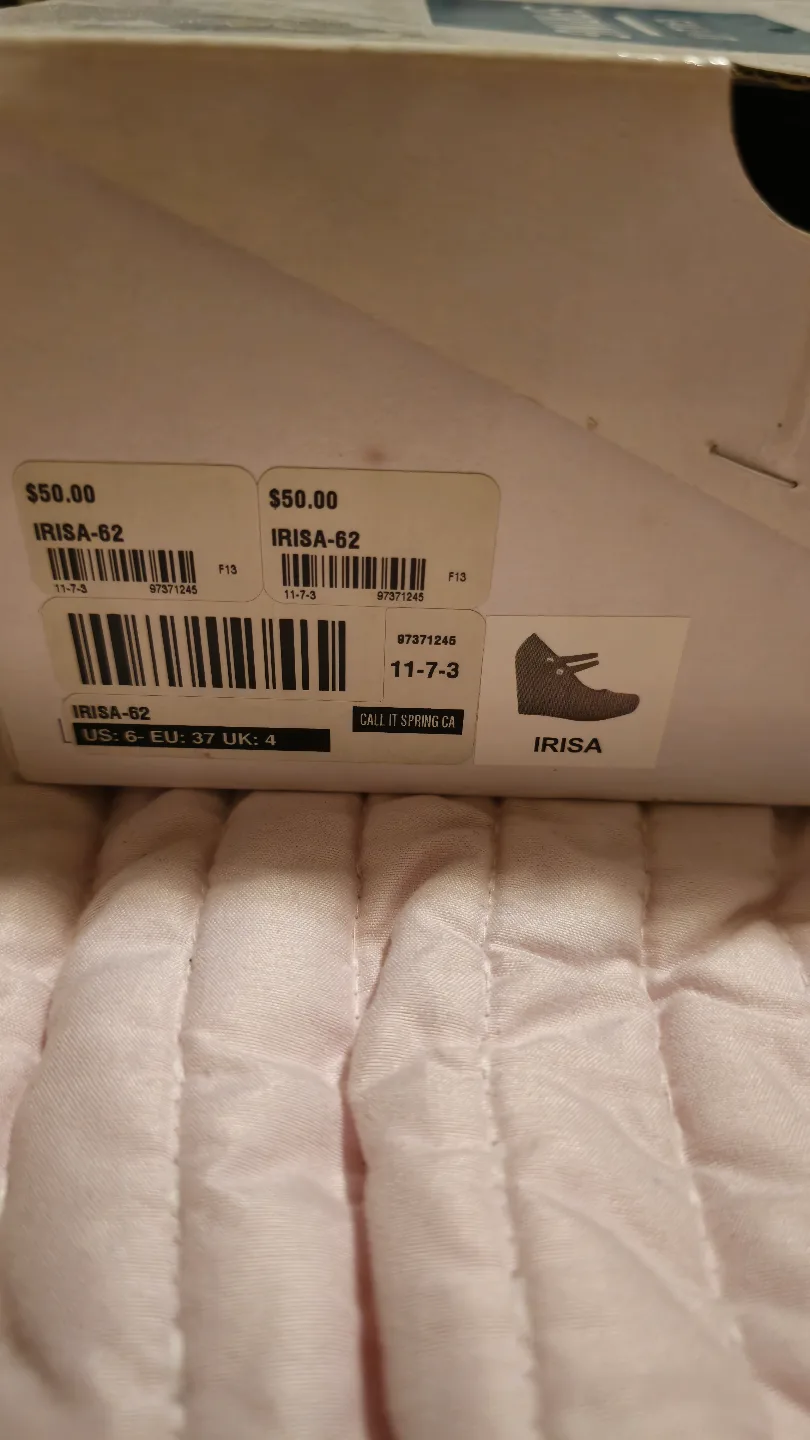 $50.00
IRISA-62
F13
11-7-3 97371245
$50.00
IRISA-62
F13
11-7-3 97371245
97371245
11-7-3
IRISA-62
CALL IT SPRING CA
US: 6- EU: 37 UK: 4
IRISA